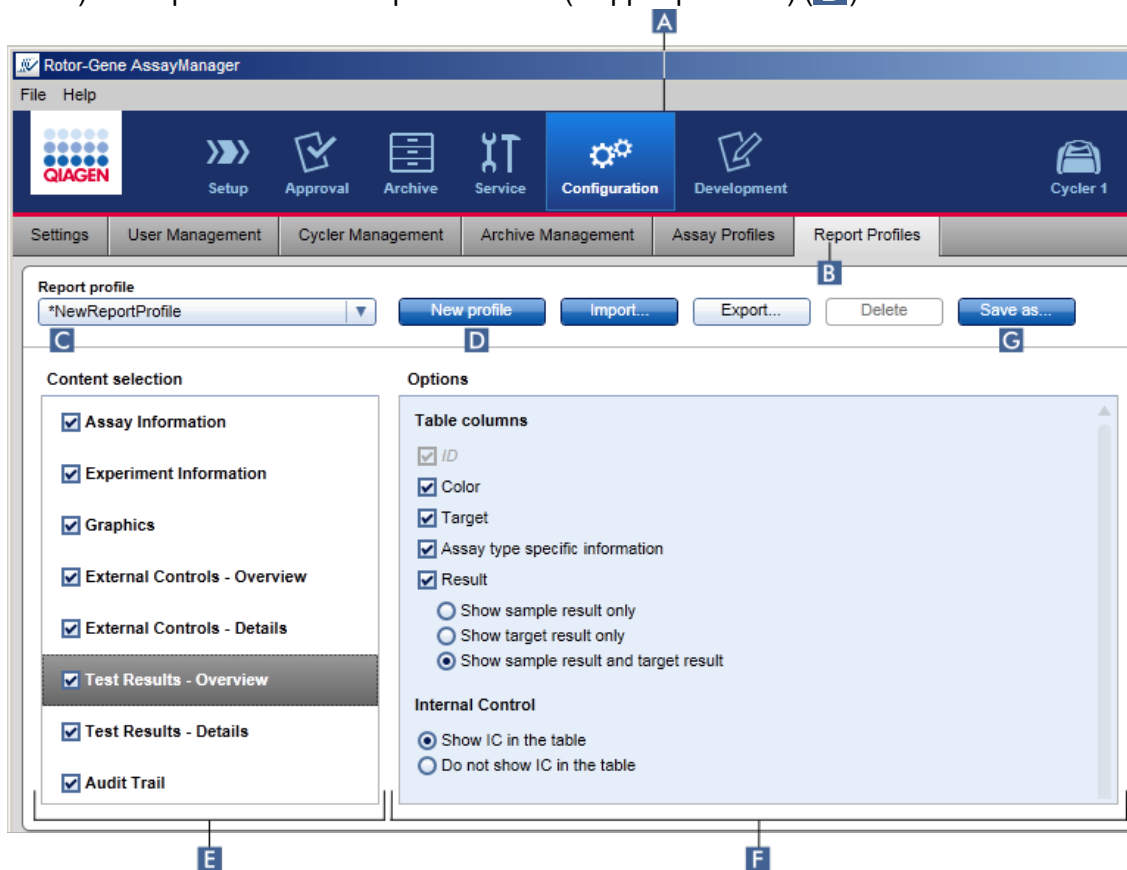 A
Rotor-Gene AssayManager
File Help
QIAGEN
Setup Approval Archive Service Configuration Development Cycler 1
Settings User Management Cycler Management Archive Management Assay Profiles Report Profiles
B
Report profile
*NewReportProfile New profile Import... Export... Delete Save as...
C D G
Content selection Options
Assay Information
Experiment Information
Graphics
External Controls - Overview
External Controls - Details
Test Results - Overview
Test Results - Details
Audit Trail
Table columns
ID
Color
Target
Assay type specific information
Result
Show sample result only
Show target result only
Show sample result and target result
Internal Control
Show IC in the table
Do not show IC in the table
E F